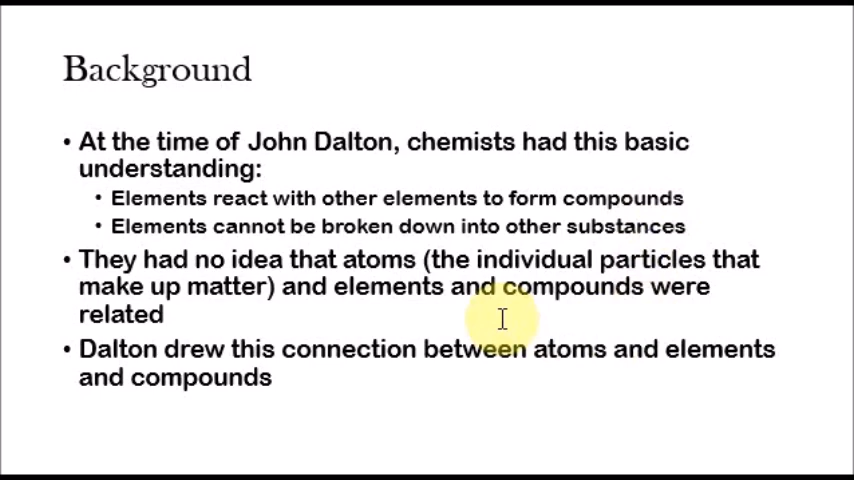 Background
• At the time of John Dalton, chemists had this basic
understanding:
• Elements react with other elements to form compounds
• Elements cannot be broken down into other substances
• They had no idea that atoms (the individual particles that
make up matter) and elements and compounds were
related
• Dalton drew this connection between atoms and elements
and compounds